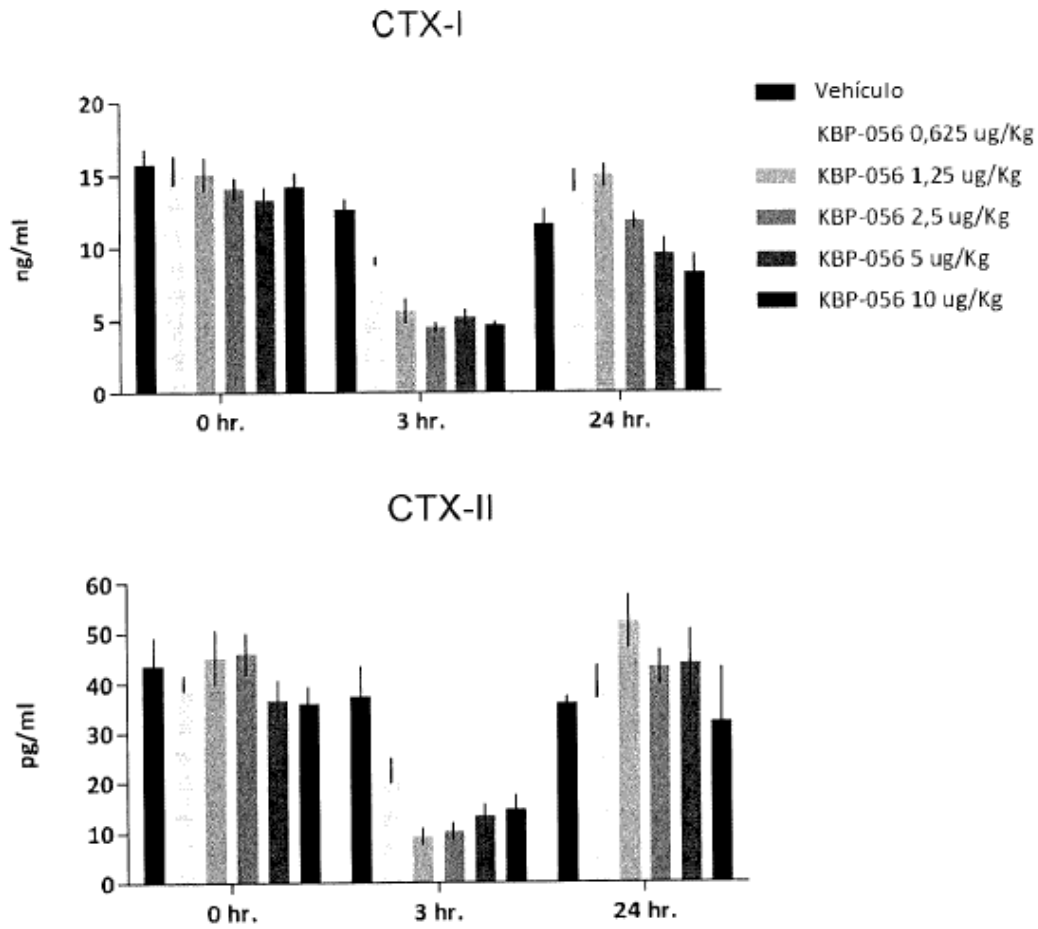 CTX-I
20
15
10
5
0
ng/ml
0 hr.
3 hr.
24 hr.
Vehículo
KBP-056 0,625 ug/Kg
KBP-056 1,25 ug/Kg
KBP-056 2,5 ug/Kg
KBP-056 5 ug/Kg
KBP-056 10 ug/Kg
CTX-II
60
50
40
30
20
10
0
pg/ml
0 hr.
3 hr.
24 hr.